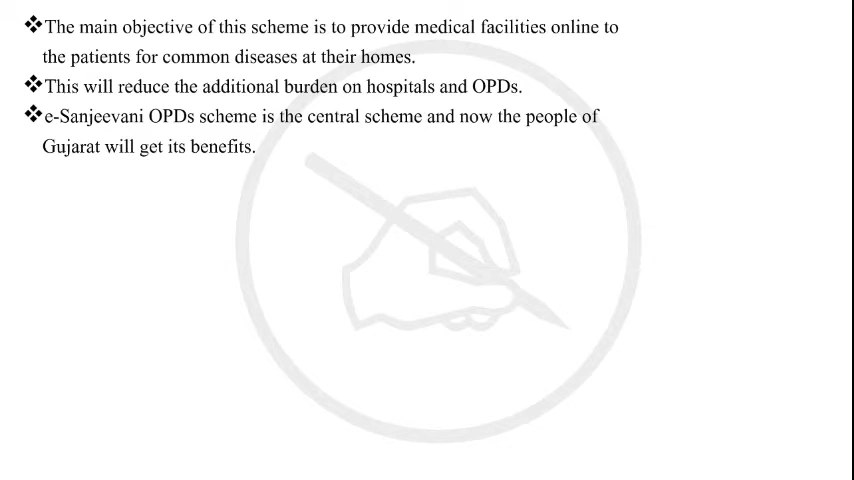 ❖The main objective of this scheme is to provide medical facilities online to
the patients for common diseases at their homes.
❖This will reduce the additional burden on hospitals and OPDs.
❖e-Sanjeevani OPDs scheme is the central scheme and now the people of
Gujarat will get its benefits.